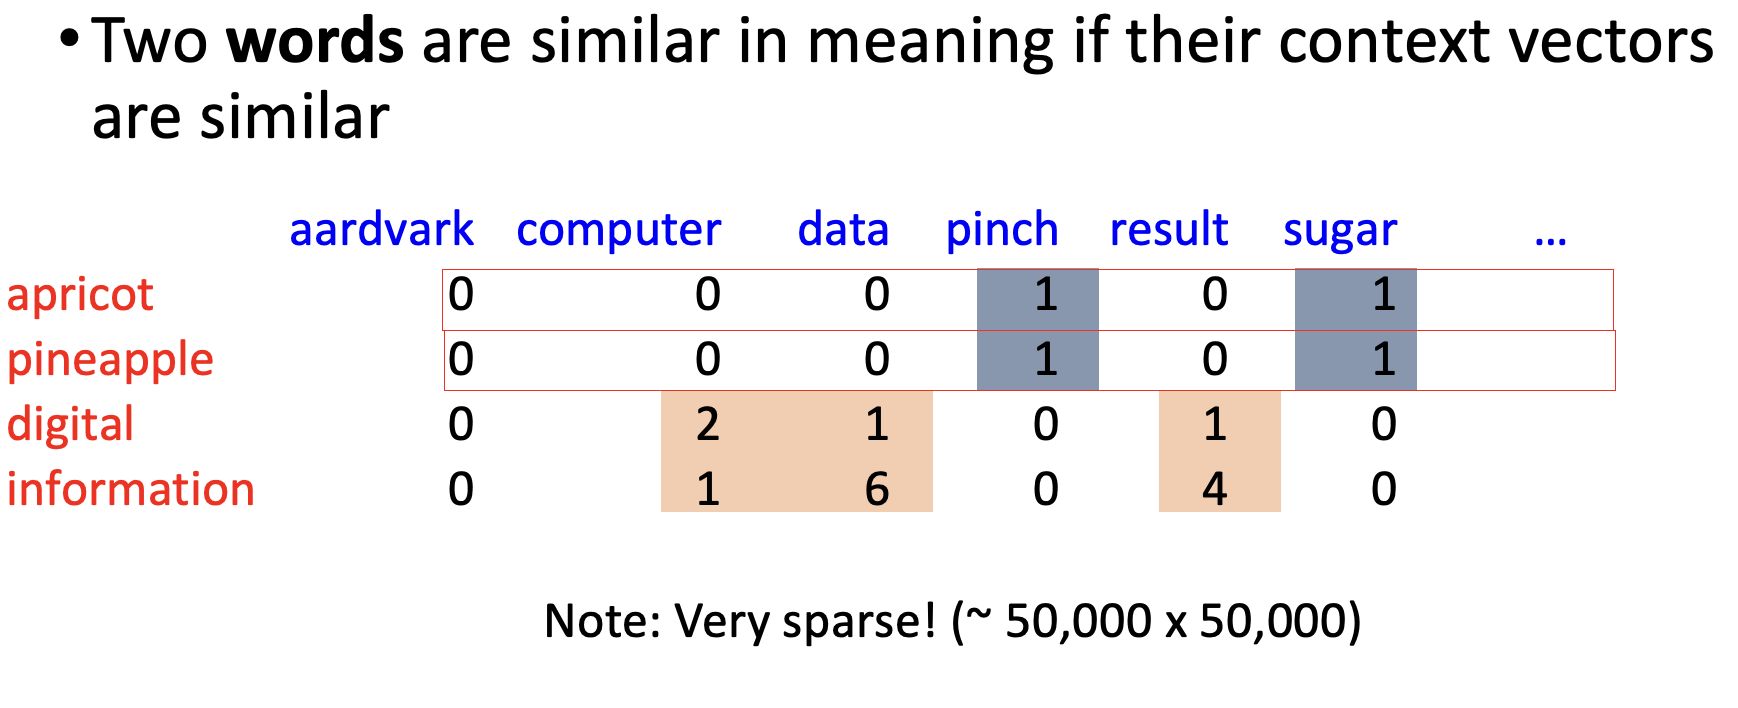 • Two words are similar in meaning if their context vectors
are similar
aardvark computer data pinch result sugar ...
apricot 0 0 0 1 0 1
pineapple 0 0 0 1 0 1
digital 0 2 1 0 1 0
information 0 1 6 0 4 0
Note: Very sparse! (~ 50,000 x 50,000)